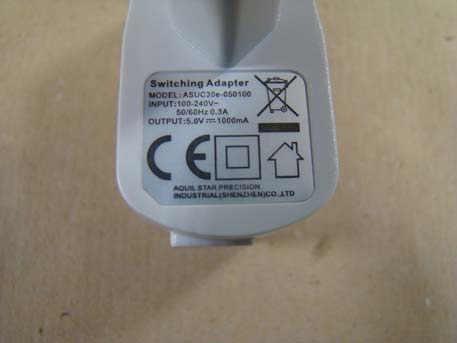 Switching Adapter
MODEL: ASUC30e-050100
INPUT:100-240V~
50/60Hz 0.3A
OUTPUT:5.0V⎓1000mA
CE
AQUIL STAR PRECISION
INDUSTRIAL(SHENZHEN)CO.,LTD